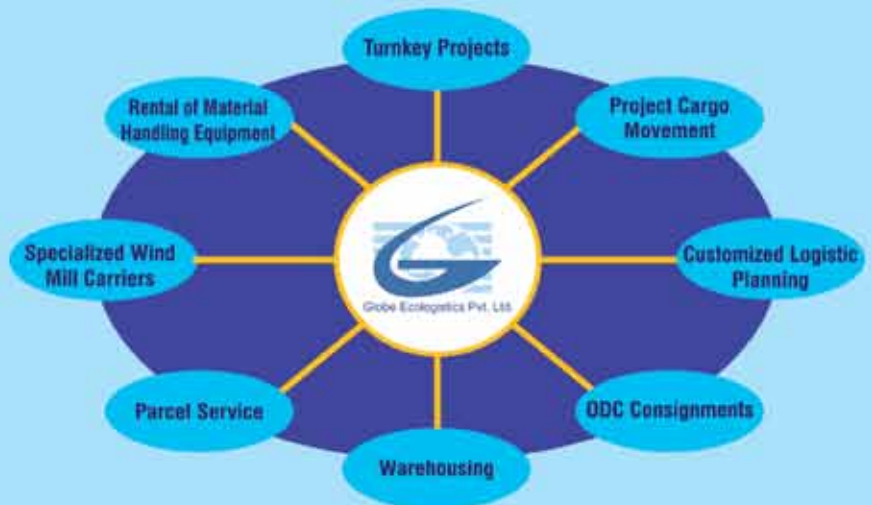 Turnkey Projects
Rental of Material
Handling Equipment
Project Cargo
Movement
Specialized Wind
Mill Carriers
Globe Ecologistics Pvt. Ltd.
Customized Logistic
Planning
Parcel Service
ODC Consignments
Warehousing